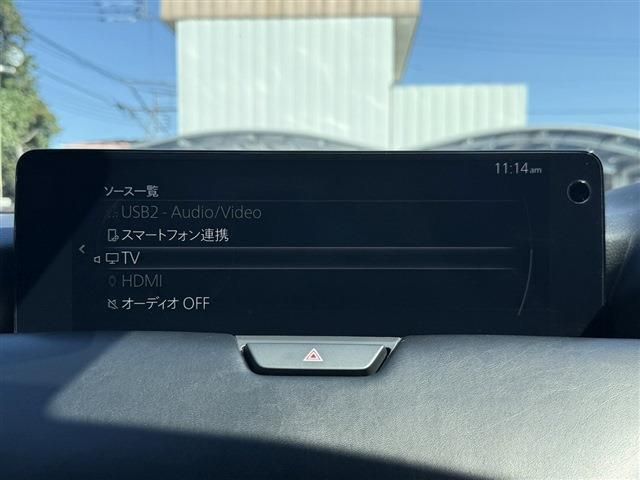 11:14am
ソース一覧
USB2 - Audio/Video
スマートフォン連携
TV
HDMI
オーディオ OFF